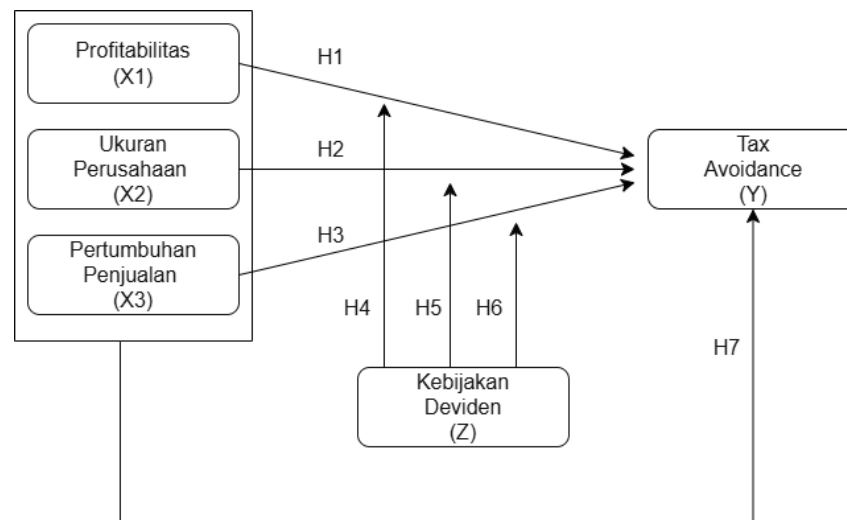 Profitabilitas
(X1)
H1
Ukuran
Perusahaan
(X2)
H2
Tax
Avoidance
(Y)
Pertumbuhan
Penjualan
(X3)
H3
H4
H5
H6
H7
Kebijakan
Deviden
(Z)